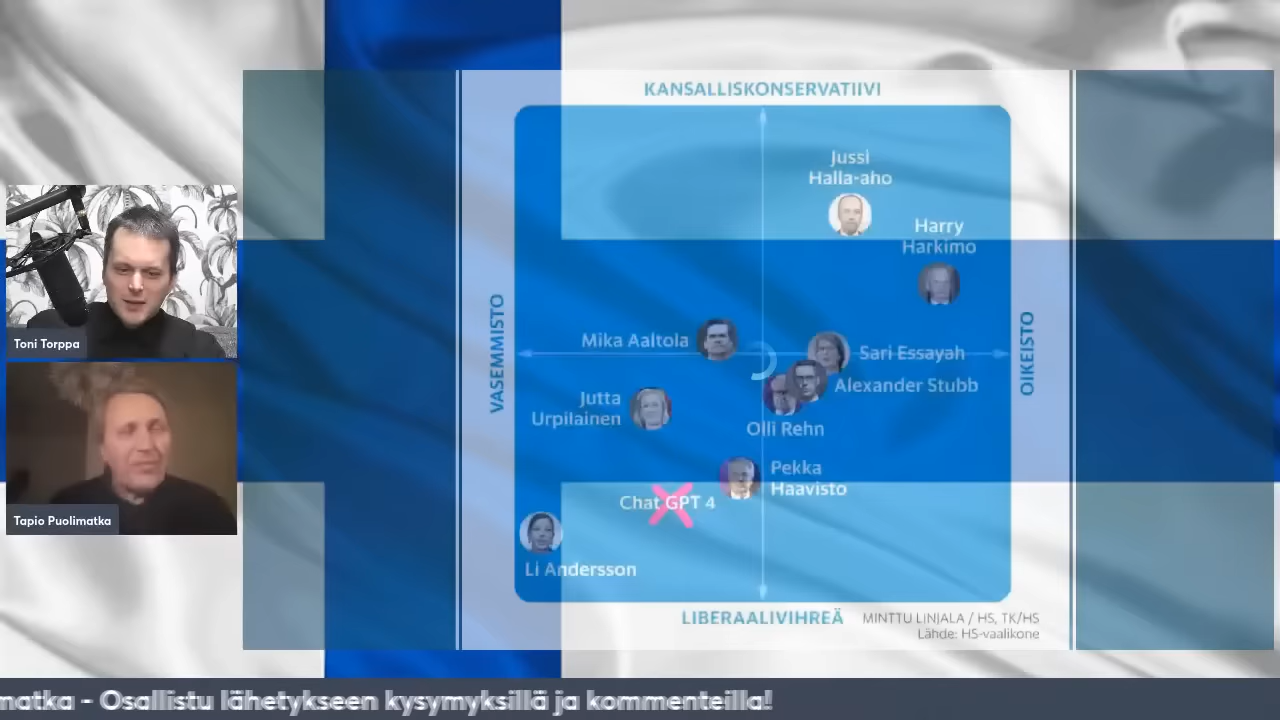 KANSALLISKONSERVATIIVI
Jussi
Halla-aho
Harry
Harkimo
VASEMMISTO
OIKEISTO
Mika Aaltola
Sari Essayah
Alexander Stubb
Jutta
Urpilainen
Olli Rehn
Pekka
Haavisto
Chat GPT 4
Li Andersson
LIBERAALIVIHREÄ
MINTTU LINJALA / HS, TK/HS
Lähde: HS-vaalikone
Toni Torppa
Tapio Puolimatka
matka - Osallistu lähetykseen kysymyksillä ja kommenteilla!